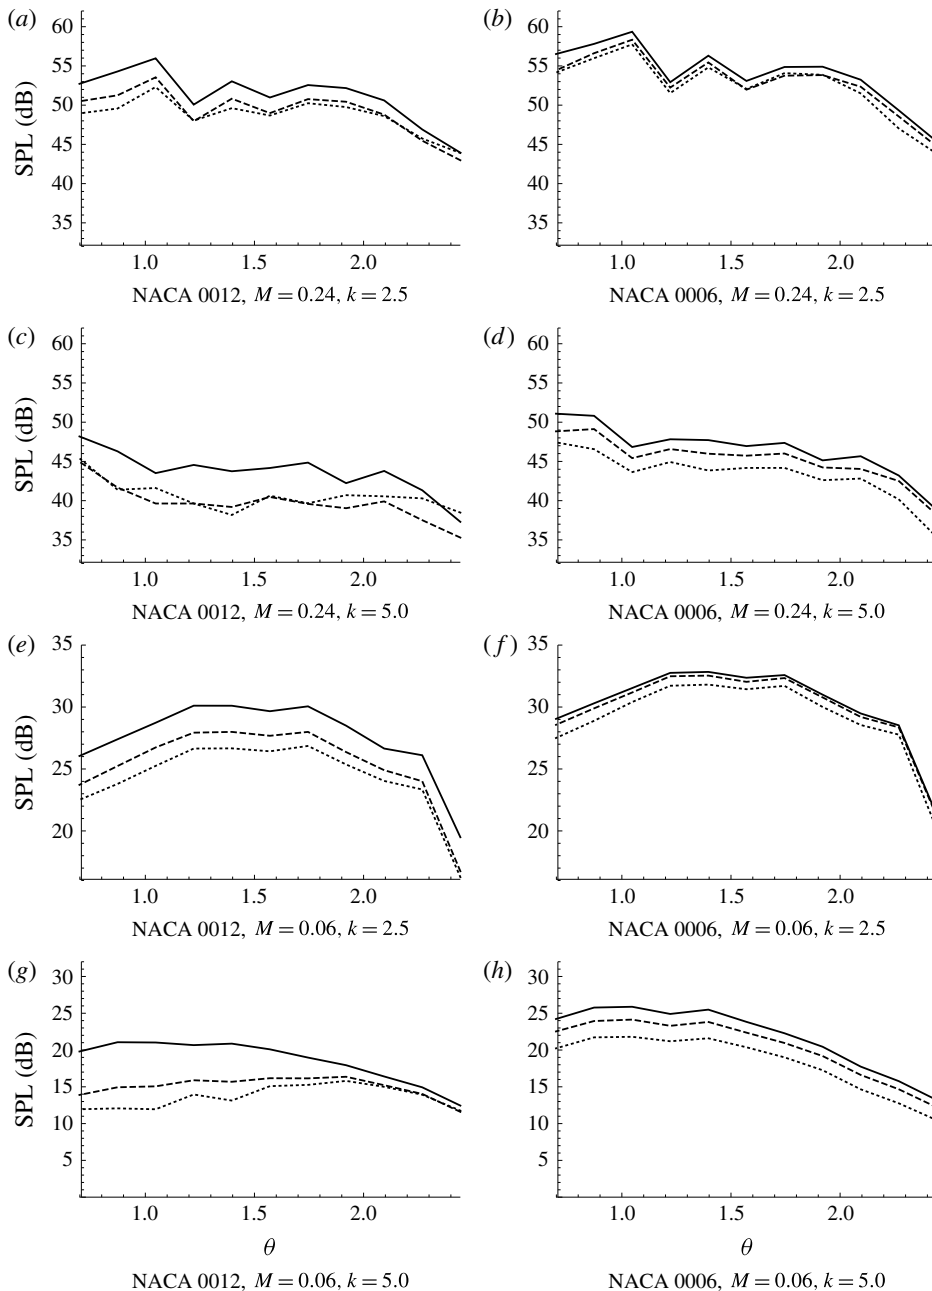 (a)
60
55
50
45
40
35
SPL (dB)
1.0 1.5 2.0
NACA 0012, M = 0.24, k = 2.5
(b)
60
55
50
45
40
35
1.0 1.5 2.0
NACA 0006, M = 0.24, k = 2.5
(c)
60
55
50
45
40
35
SPL (dB)
1.0 1.5 2.0
NACA 0012, M = 0.24, k = 5.0
(d)
60
55
50
45
40
35
1.0 1.5 2.0
NACA 0006, M = 0.24, k = 5.0
(e)
35
30
25
20
SPL (dB)
1.0 1.5 2.0
NACA 0012, M = 0.06, k = 2.5
(f)
35
30
25
20
1.0 1.5 2.0
NACA 0006, M = 0.06, k = 2.5
(g)
30
25
20
15
10
5
SPL (dB)
1.0 1.5 2.0
θ
NACA 0012, M = 0.06, k = 5.0
(h)
30
25
20
15
10
5
1.0 1.5 2.0
θ
NACA 0006, M = 0.06, k = 5.0